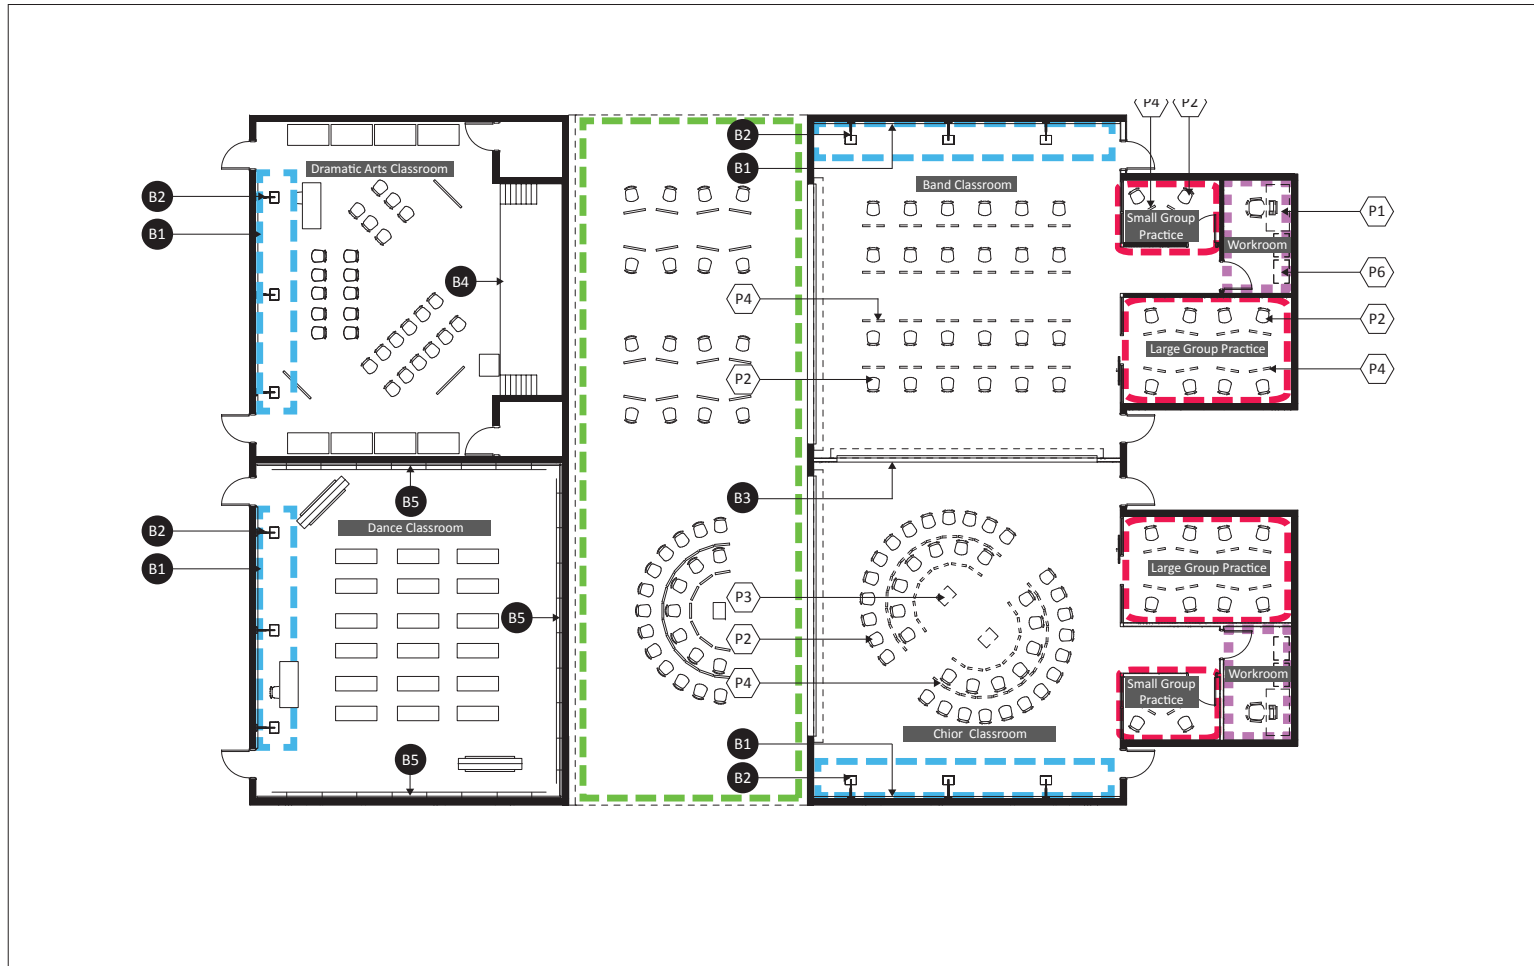 P4
P2
B2
B1
Dramatic Arts Classroom
Band Classroom
B2
B1
P1
Small Group
Practice
Workroom
P6
B4
P4
P2
Large Group Practice
P2
P4
B5
B3
B2
Dance Classroom
B1
Large Group Practice
P3
B5
P2
P4
Workroom
Small Group
Practice
Chior Classroom
B1
B5
B2